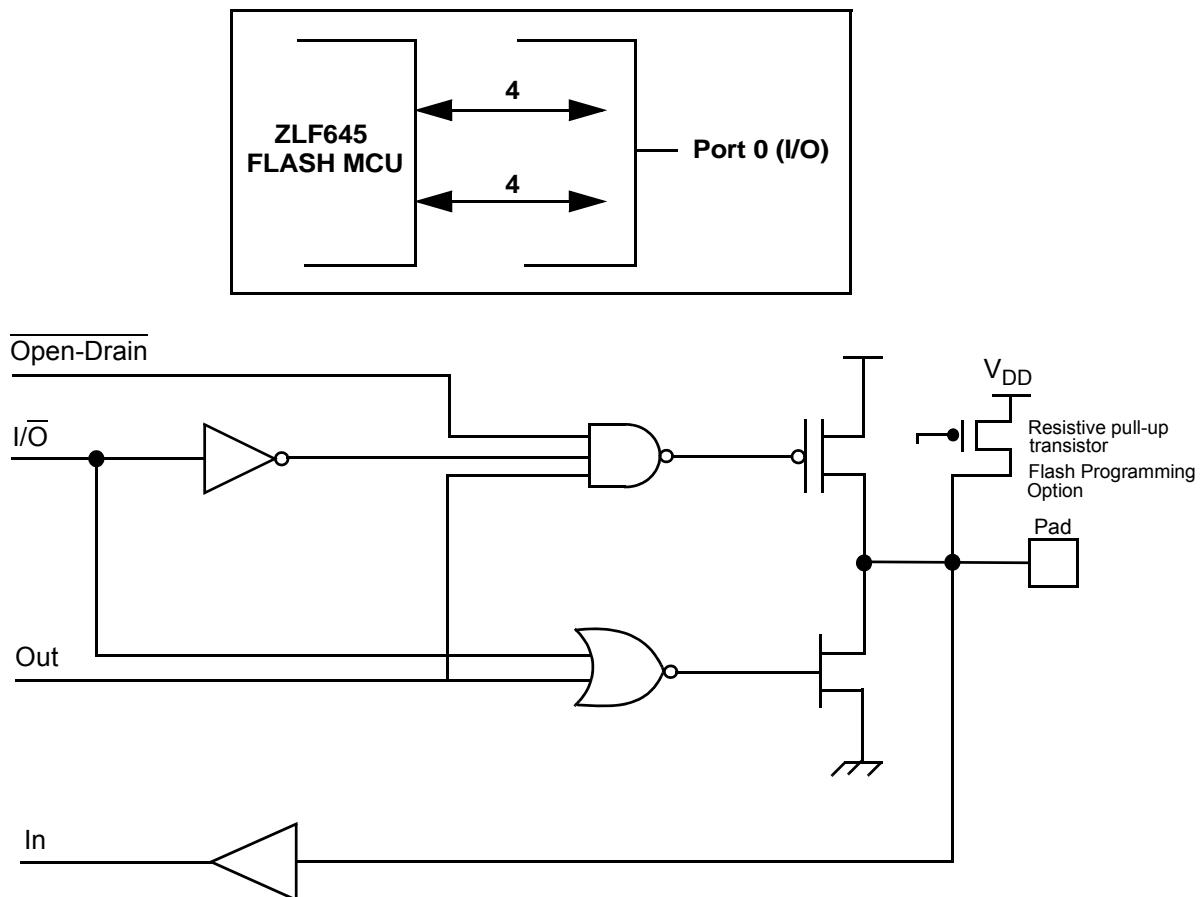 4
ZLF645
FLASH MCU
Port 0 (I/O)
4
Open-Drain
I/O
VDD
Resistive pull-up
transistor
Flash Programming
Option
Pad
Out
In